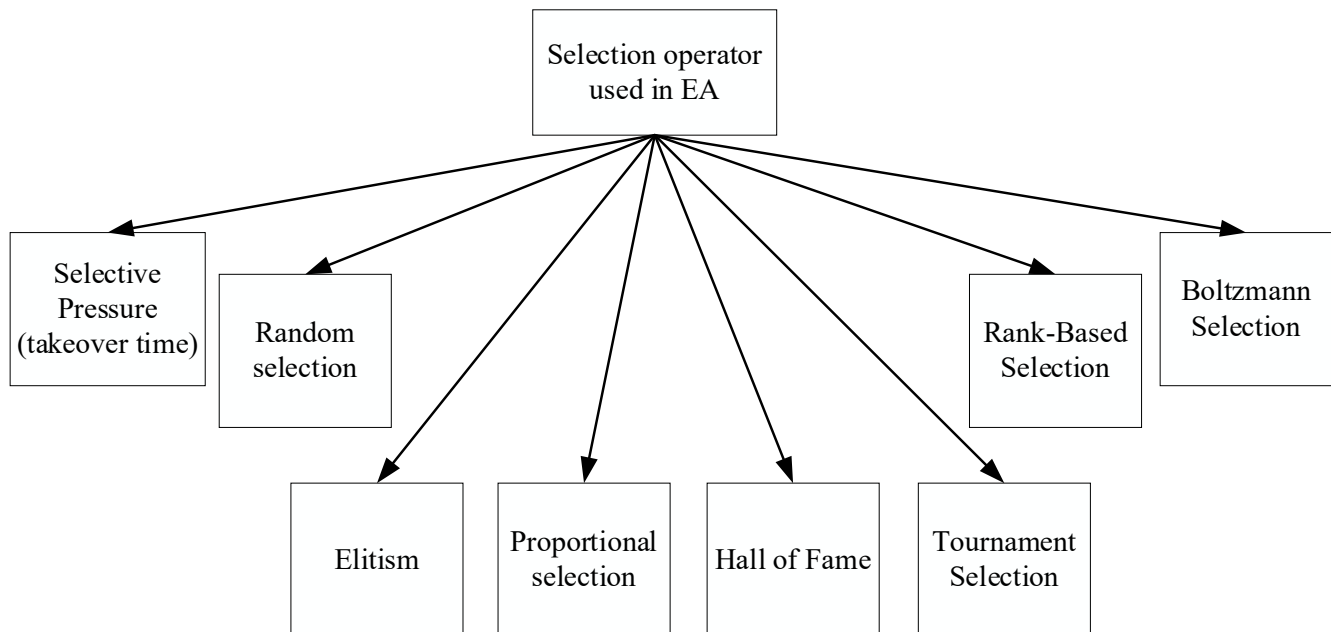 Selection operator
used in EA
Selective
Pressure
(takeover time)
Random
selection
Rank-Based
Selection
Boltzmann
Selection
Elitism
Proportional
selection
Hall of Fame
Tournament
Selection